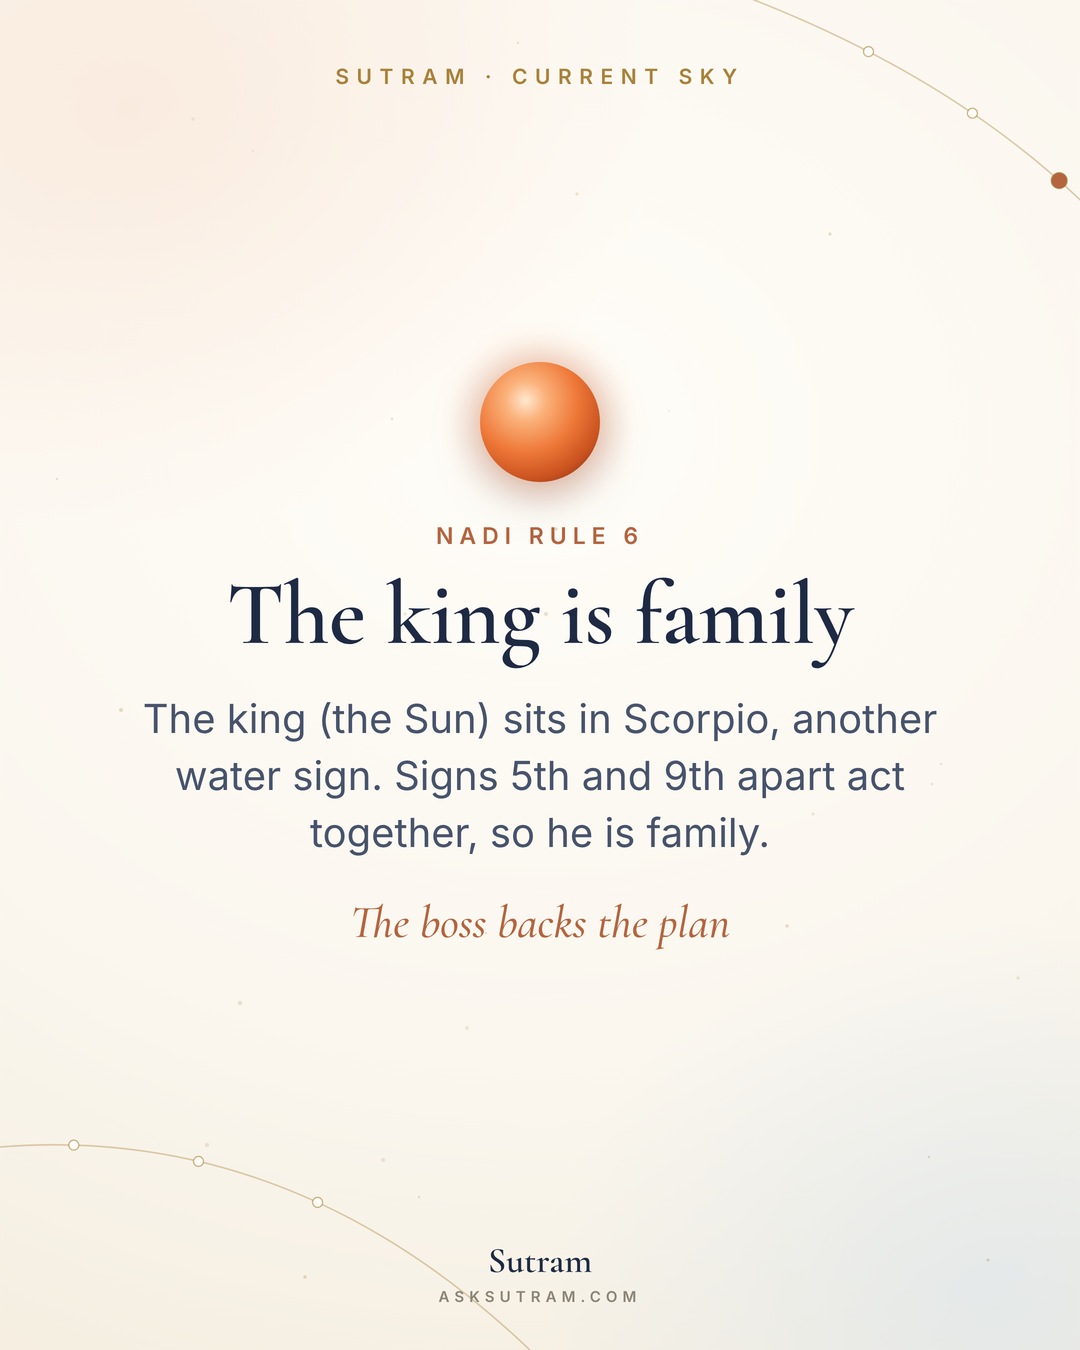 SUTRAM · CURRENT SKY
NADI RULE 6
The king is family
The king (the Sun) sits in Scorpio, another
water sign. Signs 5th and 9th apart act
together, so he is family.
The boss backs the plan
Sutram
ASKSUTRAM.COM